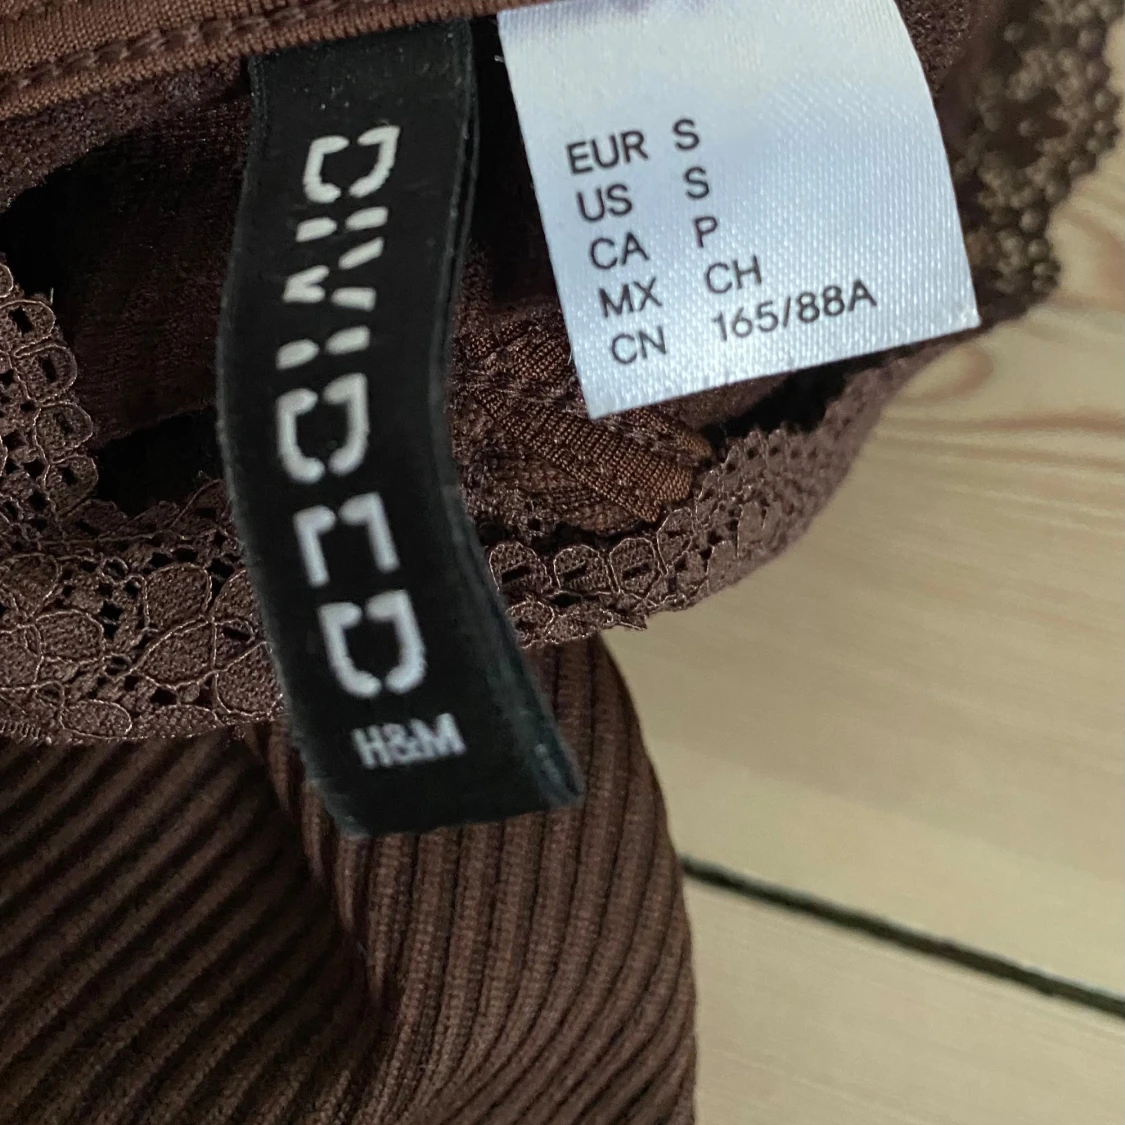 DIVIDED
H&M
EUR S
US S
CA P
MX CH
CN 165/88A